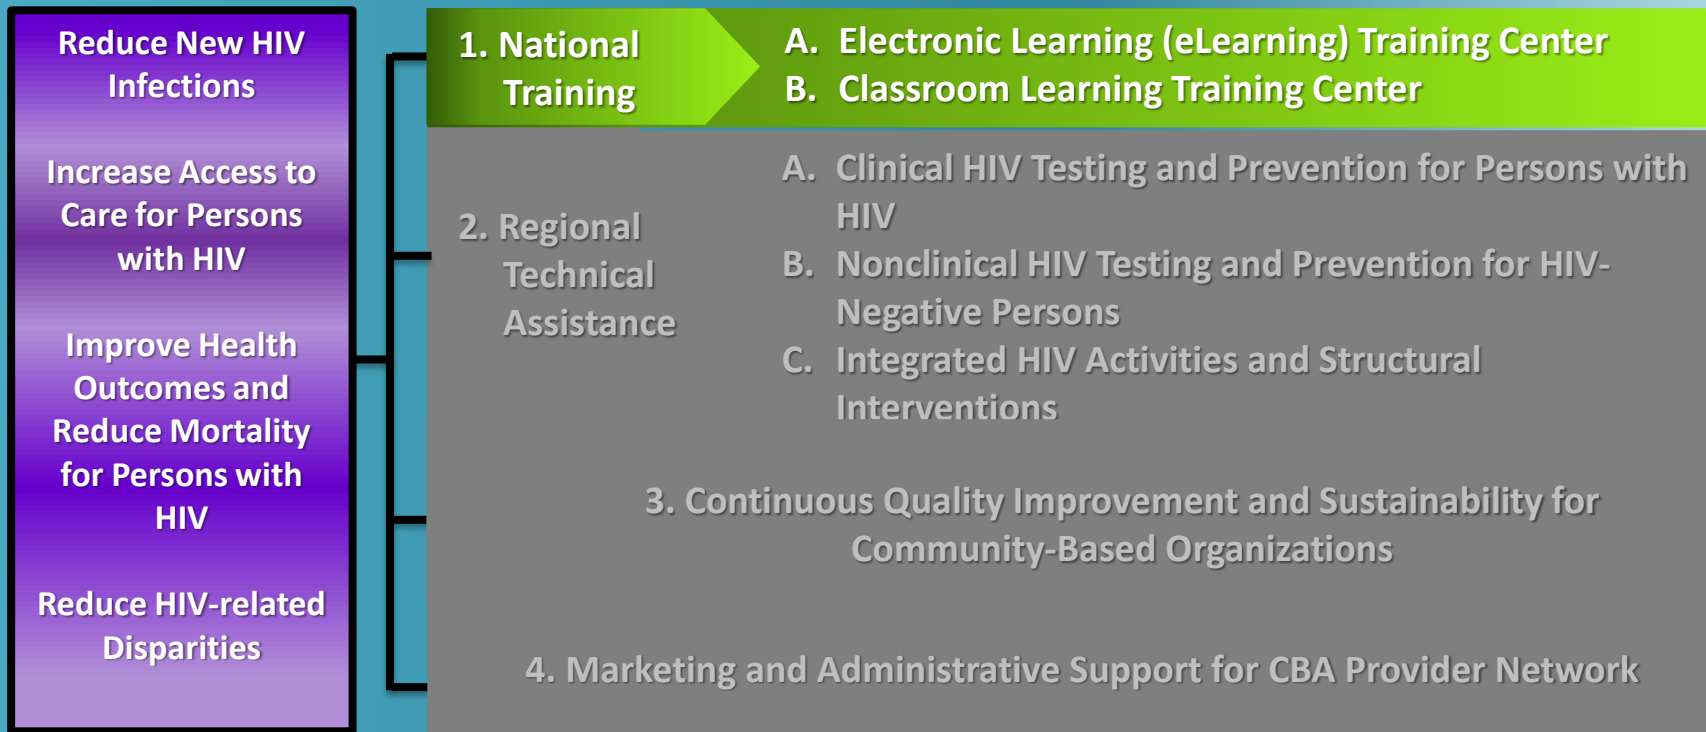 Reduce New HIV
Infections
Increase Access to
Care for Persons
with HIV
Improve Health
Outcomes and
Reduce Mortality
for Persons with
HIV
Reduce HIV-related
Disparities
1. National
Training
A. Electronic Learning (eLearning) Training Center
B. Classroom Learning Training Center
2. Regional
Technical
Assistance
A. Clinical HIV Testing and Prevention for Persons with
HIV
B. Nonclinical HIV Testing and Prevention for HIV-
Negative Persons
C. Integrated HIV Activities and Structural
Interventions
3. Continuous Quality Improvement and Sustainability for
Community-Based Organizations
4. Marketing and Administrative Support for CBA Provider Network